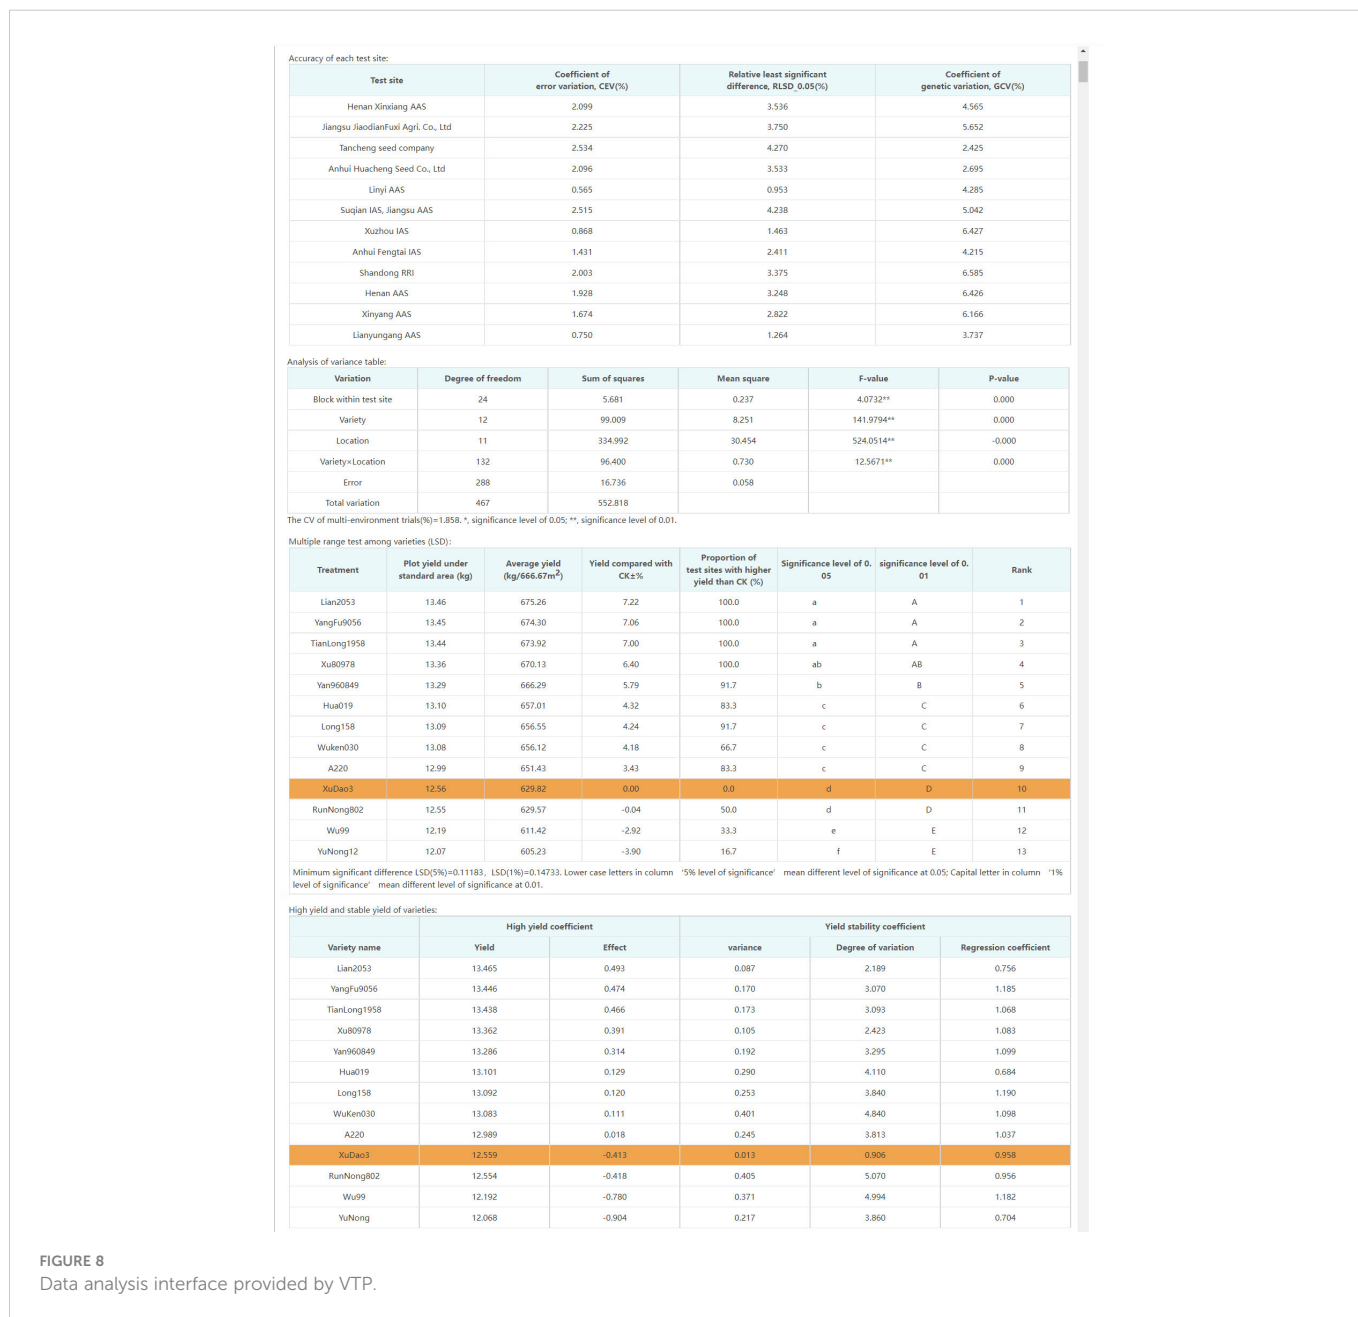 Accuracy of each test site:
Test site | Coefficient of error variation, CEV(%) | Relative least significant difference, RLSD_0.05(%) | Coefficient of genetic variation, GCV(%)
Henan Xinxiang AAS | 2.099 | 3.536 | 4.565
Jiangsu JiaodianFuxi Agri. Co., Ltd | 2.225 | 3.750 | 5.652
Tancheng seed company | 2.534 | 4.270 | 2.425
Anhui Huacheng Seed Co., Ltd | 2.096 | 3.533 | 2.695
Linyi AAS | 0.565 | 0.953 | 4.285
Suqian IAS, Jiangsu AAS | 2.515 | 4.238 | 5.042
Xuzhou IAS | 0.868 | 1.463 | 6.427
Anhui Fengtai IAS | 1.431 | 2.411 | 4.215
Shandong RRI | 2.003 | 3.375 | 6.585
Henan AAS | 1.928 | 3.248 | 6.426
Xinyang AAS | 1.674 | 2.822 | 6.166
Lianyungang AAS | 0.750 | 1.264 | 3.737
Analysis of variance table:
Variation | Degree of freedom | Sum of squares | Mean square | F-value | P-value
Block within test site | 24 | 5.681 | 0.237 | 4.0732** | 0.000
Variety | 12 | 99.009 | 8.251 | 141.9794** | 0.000
Location | 11 | 334.992 | 30.454 | 524.0514** | -0.000
Variety×Location | 132 | 96.400 | 0.730 | 12.5671** | 0.000
Error | 288 | 16.736 | 0.058
Total variation | 467 | 552.818
The CV of multi-environment trials(%)=1.858. *, significance level of 0.05; **, significance level of 0.01.
Multiple range test among varieties (LSD):
Treatment | Plot yield under standard area (kg) | Average yield (kg/666.67m2) | Yield compared with CK±% | Proportion of test sites with higher yield than CK (%) | Significance level of 0.05 | significance level of 0.01 | Rank
Lian2053 | 13.46 | 675.26 | 7.22 | 100.0 | a | A | 1
YangFu9056 | 13.45 | 674.30 | 7.06 | 100.0 | a | A | 2
TianLong1958 | 13.44 | 673.92 | 7.00 | 100.0 | a | A | 3
Xu80978 | 13.36 | 670.13 | 6.40 | 100.0 | ab | AB | 4
Yan960849 | 13.29 | 666.29 | 5.79 | 91.7 | b | B | 5
Hua019 | 13.10 | 657.01 | 4.32 | 83.3 | c | C | 6
Long158 | 13.09 | 656.55 | 4.24 | 91.7 | c | C | 7
Wuken030 | 13.08 | 656.12 | 4.18 | 66.7 | c | C | 8
A220 | 12.99 | 651.43 | 3.43 | 83.3 | c | C | 9
XuDao3 | 12.56 | 629.82 | 0.00 | 0.0 | d | D | 10
RunNong802 | 12.55 | 629.57 | -0.04 | 50.0 | d | D | 11
Wu99 | 12.19 | 611.42 | -2.92 | 33.3 | e | E | 12
YuNong12 | 12.07 | 605.23 | -3.90 | 16.7 | f | E | 13
Minimum significant difference LSD(5%)=0.11183, LSD(1%)=0.14733. Lower case letters in column '5% level of significance' mean different level of significance at 0.05; Capital letter in column '1%
level of significance' mean different level of significance at 0.01.
High yield and stable yield of varieties:
High yield coefficient | Yield stability coefficient
Variety name | Yield | Effect | variance | Degree of variation | Regression coefficient
Lian2053 | 13.465 | 0.493 | 0.087 | 2.189 | 0.756
YangFu9056 | 13.446 | 0.474 | 0.170 | 3.070 | 1.185
TianLong1958 | 13.438 | 0.466 | 0.173 | 3.093 | 1.068
Xu80978 | 13.362 | 0.391 | 0.105 | 2.423 | 1.083
Yan960849 | 13.286 | 0.314 | 0.192 | 3.295 | 1.099
Hua019 | 13.101 | 0.129 | 0.290 | 4.110 | 0.684
Long158 | 13.092 | 0.120 | 0.253 | 3.840 | 1.190
WuKen030 | 13.083 | 0.111 | 0.401 | 4.840 | 1.098
A220 | 12.989 | 0.018 | 0.245 | 3.813 | 1.037
XuDao3 | 12.559 | -0.413 | 0.013 | 0.906 | 0.958
RunNong802 | 12.554 | -0.418 | 0.405 | 5.070 | 0.956
Wu99 | 12.192 | -0.780 | 0.371 | 4.994 | 1.182
YuNong | 12.068 | -0.904 | 0.217 | 3.860 | 0.704
FIGURE 8
Data analysis interface provided by VTP.